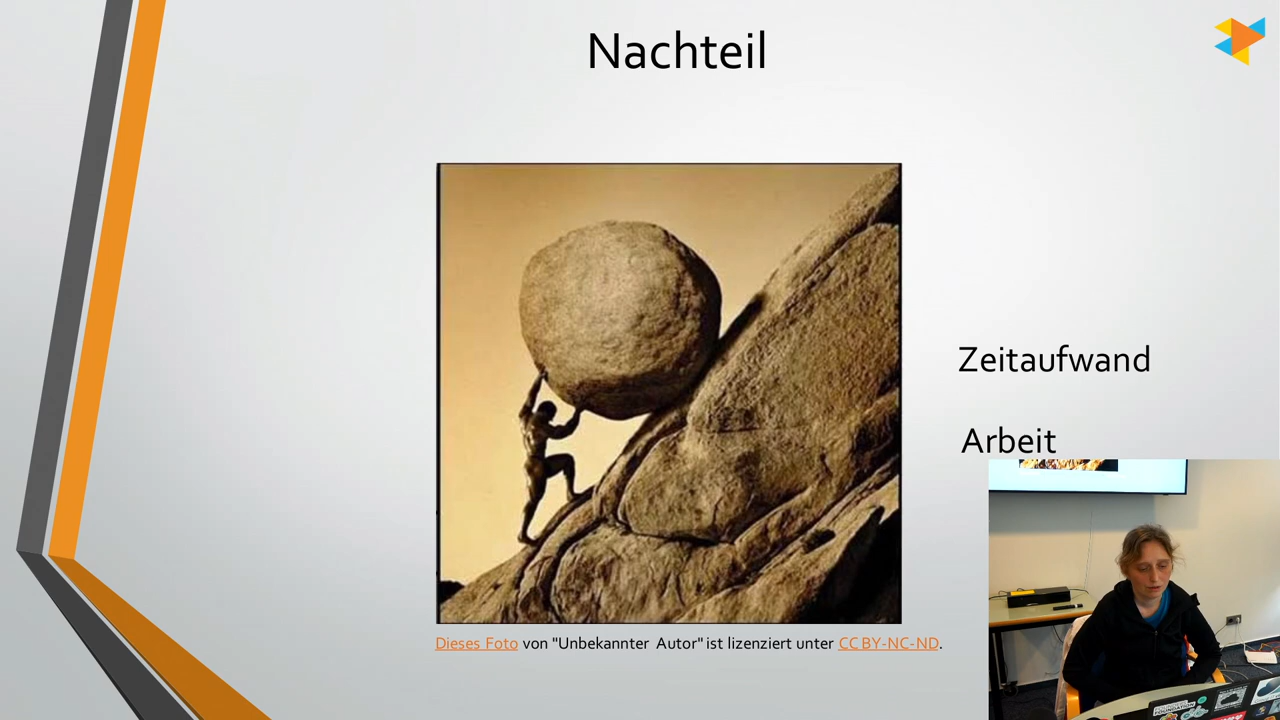 Nachteil
Zeitaufwand
Arbeit
Dieses Foto von "Unbekannter Autor" ist lizenziert unter CC BY-NC-ND.